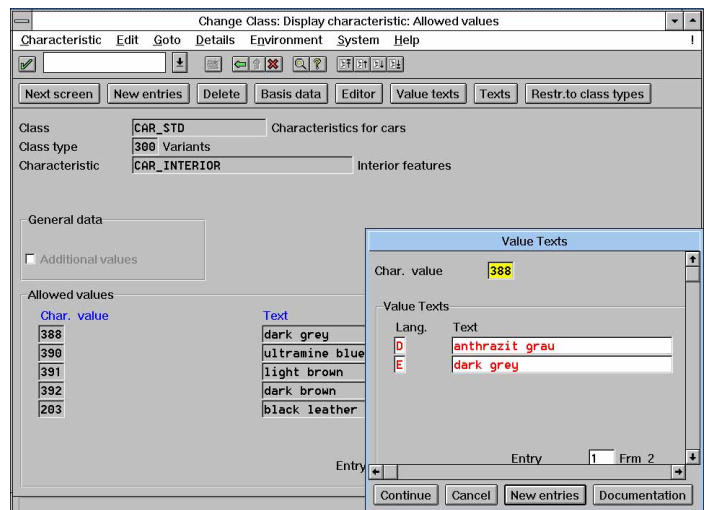 Change Class: Display characteristic: Allowed values
Characteristic Edit Goto Details Environment System Help !
Next screen New entries Delete Basis data Editor Value texts Texts Restr.to class types
Class CAR_STD Characteristics for cars
Class type 300 Variants
Characteristic CAR_INTERIOR Interior features
General data
Additional values
Allowed values
Char. value Text
388 dark grey
390 ultramine blue
391 light brown
392 dark brown
203 black leather
Entry
Value Texts
Char. value 388
Value Texts
Lang. Text
D anthrazit grau
E dark grey
Entry 1 Frm 2
Continue Cancel New entries Documentation